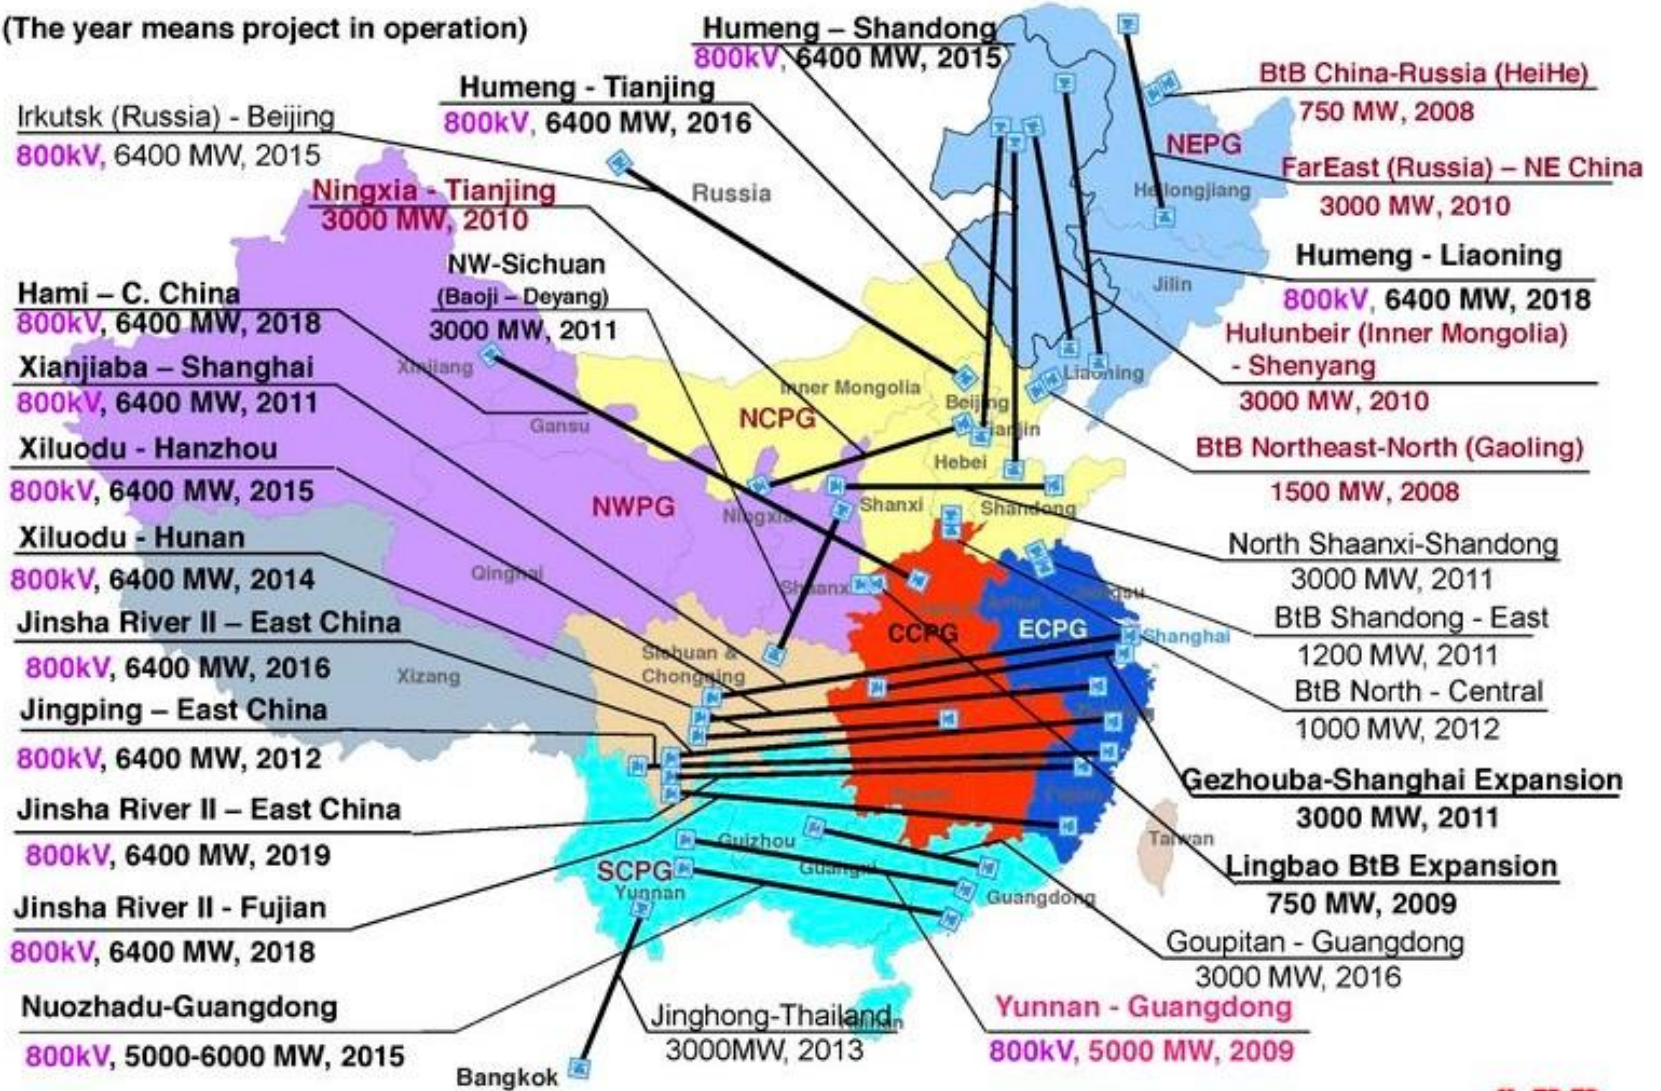 (The year means project in operation)
Humeng – Shandong
800kV, 6400 MW, 2015
Humeng - Tianjing
800kV, 6400 MW, 2016
Irkutsk (Russia) - Beijing
800kV, 6400 MW, 2015
Ningxia - Tianjing
3000 MW, 2010
NW-Sichuan
(Baoji – Deyang)
3000 MW, 2011
Hami – C. China
800kV, 6400 MW, 2018
Xianjiaba – Shanghai
800kV, 6400 MW, 2011
Xiluodu - Hanzhou
800kV, 6400 MW, 2015
Xiluodu - Hunan
800kV, 6400 MW, 2014
Jinsha River II – East China
800kV, 6400 MW, 2016
Jingping – East China
800kV, 6400 MW, 2012
Jinsha River II – East China
800kV, 6400 MW, 2019
Jinsha River II - Fujian
800kV, 6400 MW, 2018
Nuozhadu-Guangdong
800kV, 5000-6000 MW, 2015
BtB China-Russia (HeiHe)
750 MW, 2008
FarEast (Russia) – NE China
3000 MW, 2010
Humeng - Liaoning
800kV, 6400 MW, 2018
Hulunbeir (Inner Mongolia)
- Shenyang
3000 MW, 2010
BtB Northeast-North (Gaoling)
1500 MW, 2008
North Shaanxi-Shandong
3000 MW, 2011
BtB Shandong - East
1200 MW, 2011
BtB North - Central
1000 MW, 2012
Gezhouba-Shanghai Expansion
3000 MW, 2011
Lingbao BtB Expansion
750 MW, 2009
Goupitan - Guangdong
3000 MW, 2016
Yunnan - Guangdong
800kV, 5000 MW, 2009
Jinghong-Thailand
3000MW, 2013
Bangkok
Russia
NEPG
Heilongjiang
Jilin
Liaoning
Xinjiang
Gansu
Inner Mongolia
NCPG
Beijing
Tianjin
Hebei
Shanxi
Shandong
NWPG
Ningxia
Qinghai
Shaanxi
Xizang
Sichuan &
Chongqing
CCPG
ECPG
Shanghai
Taiwan
Guizhou
Guangxi
Guangdong
SCPG
Yunnan